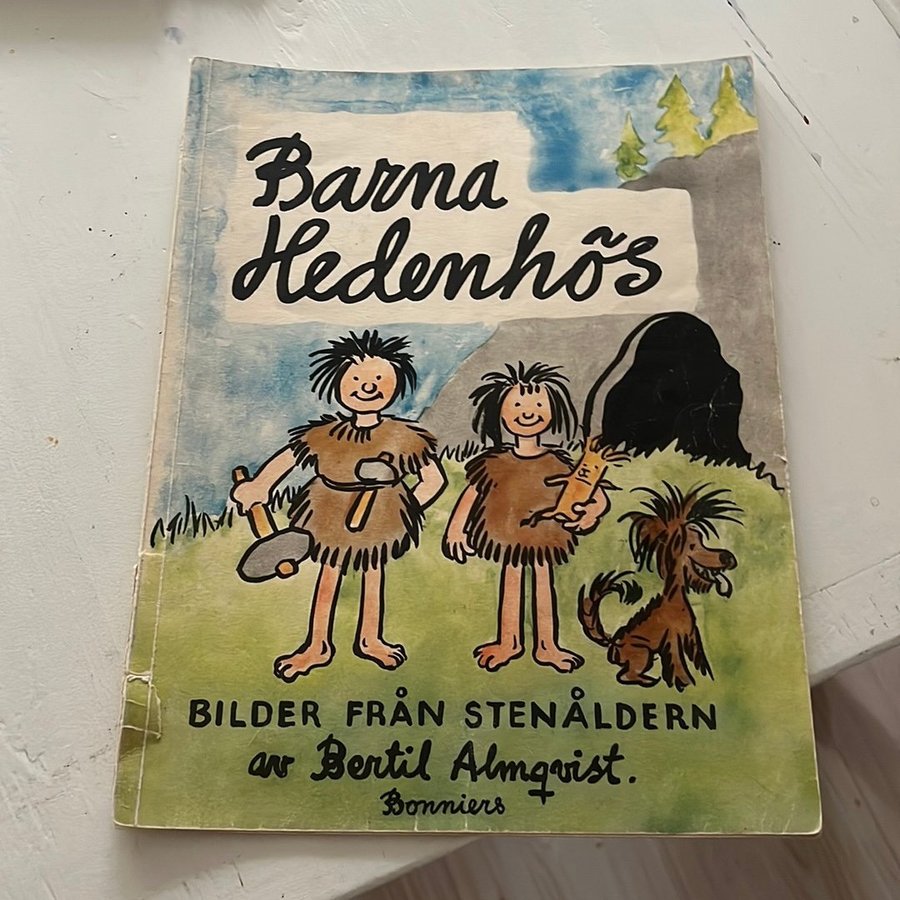 Barna
Hedenhös
BILDER FRÅN STENÅLDERN
av Bertil Almqvist.
Bonniers